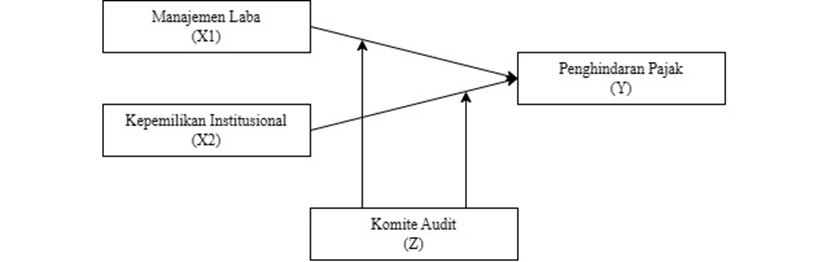 Manajemen Laba
(X1)
Penghindaran Pajak
(Y)
Kepemilikan Institusional
(X2)
Komite Audit
(Z)